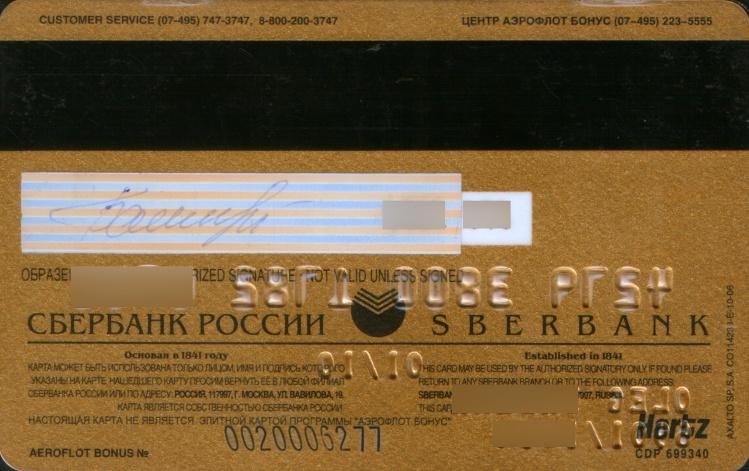 CUSTOMER SERVICE (07-495) 747-3747, 8-800-200-3747
ЦЕНТР АЭРОФЛОТ БОНУС (07-495) 223-5555
NOT VALID UNLESS SIGNED
СБЕРБАНК РОССИИ SBERBANK
Основан в 1841 году
КАРТА МОЖЕТ БЫТЬ ИСПОЛЬЗОВАНА ТОЛЬКО ЛИЦОМ, ИМЯ И ПОДПИСЬ КОТОРОГО
УКАЗАНЫ НА КАРТЕ. НАШЕДШЕГО КАРТУ ПРОСИМ ВЕРНУТЬ ЕЕ В ЛЮБОЙ ФИЛИАЛ
СБЕРБАНКА РОССИИ ИЛИ ПО АДРЕСУ: РОССИЯ, 117997, Г. МОСКВА, УЛ. ВАВИЛОВА, 19.
КАРТА ЯВЛЯЕТСЯ СОБСТВЕННОСТЬЮ СБЕРБАНКА РОССИИ
Established in 1841
THIS CARD MAY BE USED BY THE AUTHORIZED SIGNATORY ONLY. IF FOUND PLEASE
RETURN TO ANY SBERBANK BRANCH OR TO THE FOLLOWING ADDRESS:
THIS CARD
НАСТОЯЩАЯ КАРТА НЕ ЯВЛЯЕТСЯ ЭЛИТНОЙ КАРТОЙ ПРОГРАММЫ "АЭРОФЛОТ БОНУС"
AEROFLOT BONUS № 0020006277
Hertz
CDP 699340